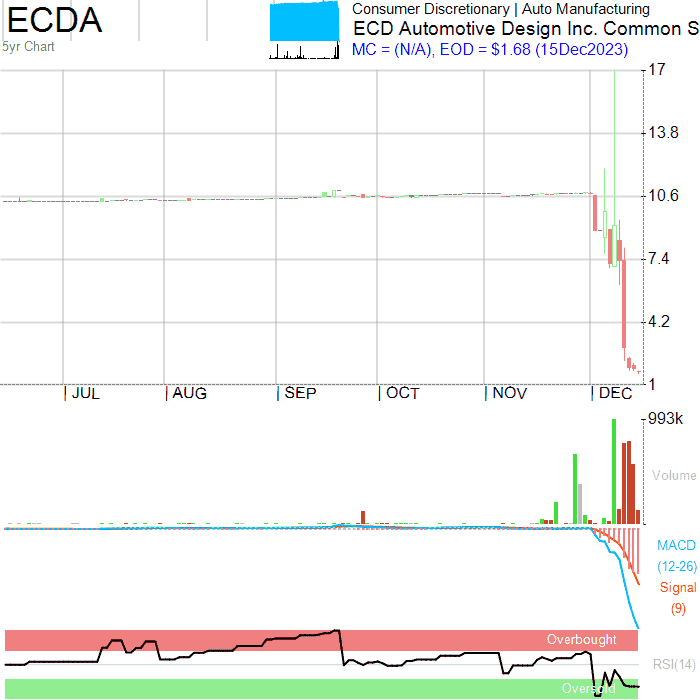 ECDA
5yr Chart
Consumer Discretionary | Auto Manufacturing
ECD Automotive Design Inc. Common S
MC = (N/A), EOD = $1.68 (15Dec2023)
17
13.8
10.6
7.4
4.2
1
JUL AUG SEP OCT NOV DEC
993k
Volume
MACD
(12-26)
Signal
(9)
Overbought
RSI(14)
Oversold